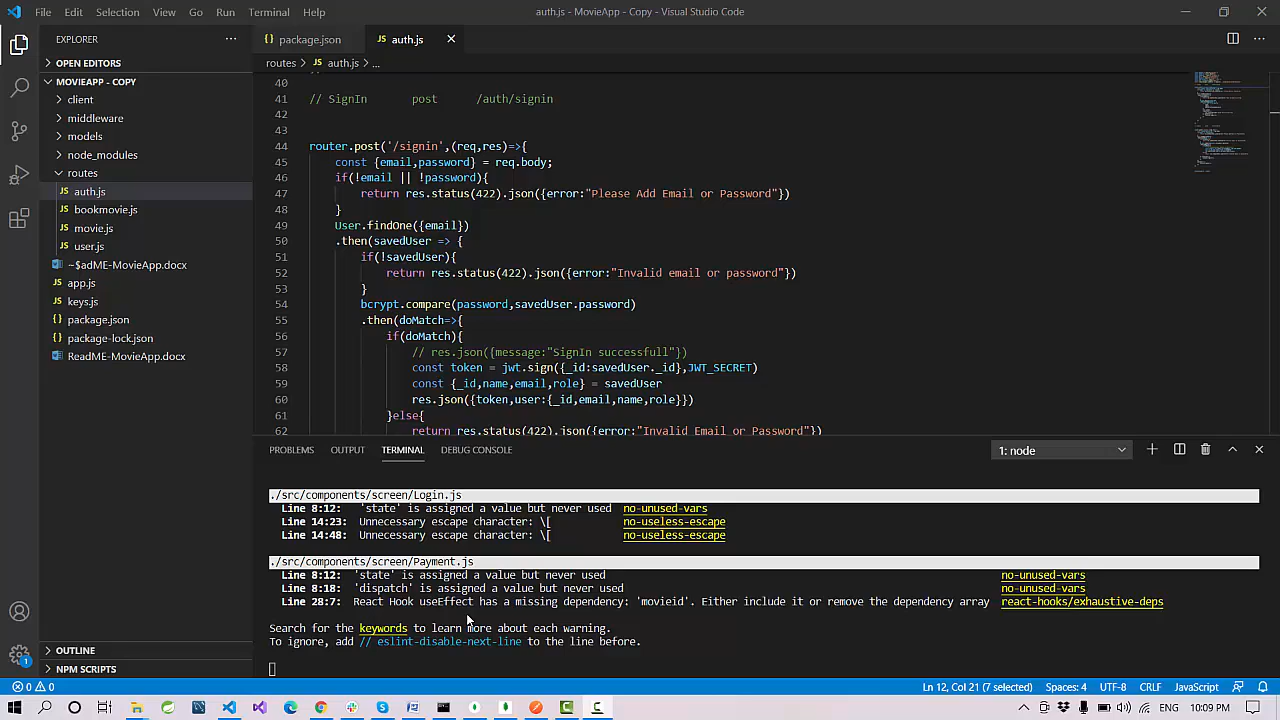 File Edit Selection View Go Run Terminal Help auth.js - MovieApp - Copy - Visual Studio Code
EXPLORER
OPEN EDITORS
MOVIEAPP - COPY
client
middleware
models
node_modules
routes
auth.js
bookmovie.js
movie.js
user.js
~$adME-MovieApp.docx
app.js
keys.js
package.json
package-lock.json
ReadME-MovieApp.docx
OUTLINE
NPM SCRIPTS
package.json auth.js
routes > auth.js > ...
40
41 // SignIn post /auth/signin
42
43
44 router.post('/signin',(req,res)=>{
45 const {email,password} = req.body;
46 if(!email || !password){
47 return res.status(422).json({error:"Please Add Email or Password"})
48 }
49 User.findOne({email})
50 .then(savedUser => {
51 if(!savedUser){
52 return res.status(422).json({error:"Invalid email or password"})
53 }
54 bcrypt.compare(password,savedUser.password)
55 .then(doMatch=>{
56 if(doMatch){
57 // res.json({message:"SignIn successfull"})
58 const token = jwt.sign({_id:savedUser._id},JWT_SECRET)
59 const {_id,name,email,role} = savedUser
60 res.json({token,user:{_id,email,name,role}})
61 }else{
62 return res.status(422).json({error:"Invalid Email or Password"})
PROBLEMS OUTPUT TERMINAL DEBUG CONSOLE 1: node
./src/components/screen/Login.js
Line 8:12: 'state' is assigned a value but never used no-unused-vars
Line 14:23: Unnecessary escape character: \[ no-useless-escape
Line 14:48: Unnecessary escape character: \[ no-useless-escape
./src/components/screen/Payment.js
Line 8:12: 'state' is assigned a value but never used no-unused-vars
Line 8:18: 'dispatch' is assigned a value but never used no-unused-vars
Line 28:7: React Hook useEffect has a missing dependency: 'movieid'. Either include it or remove the dependency array react-hooks/exhaustive-deps
Search for the keywords to learn more about each warning.
To ignore, add // eslint-disable-next-line to the line before.
1
0 0 Ln 12, Col 21 (7 selected) Spaces: 4 UTF-8 CRLF JavaScript
10:09 PM